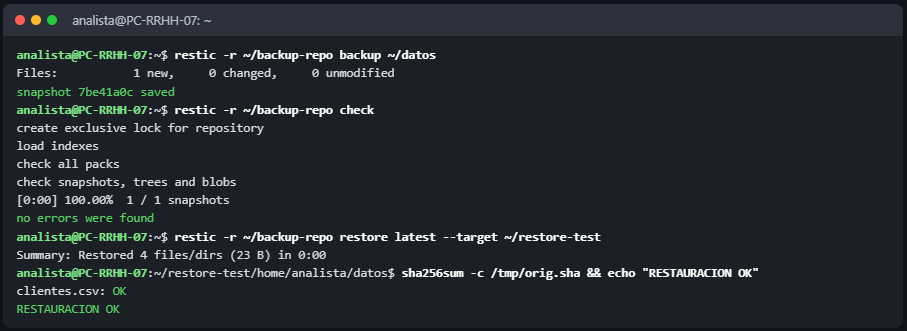 analista@PC-RRHH-07: ~
analista@PC-RRHH-07:~$ restic -r ~/backup-repo backup ~/datos
Files:           1 new,     0 changed,     0 unmodified
snapshot 7be41a0c saved
analista@PC-RRHH-07:~$ restic -r ~/backup-repo check
create exclusive lock for repository
load indexes
check all packs
check snapshots, trees and blobs
[0:00] 100.00%  1 / 1 snapshots
no errors were found
analista@PC-RRHH-07:~$ restic -r ~/backup-repo restore latest --target ~/restore-test
Summary: Restored 4 files/dirs (23 B) in 0:00
analista@PC-RRHH-07:~/restore-test/home/analista/datos$ sha256sum -c /tmp/orig.sha && echo "RESTAURACION OK"
clientes.csv: OK
RESTAURACION OK